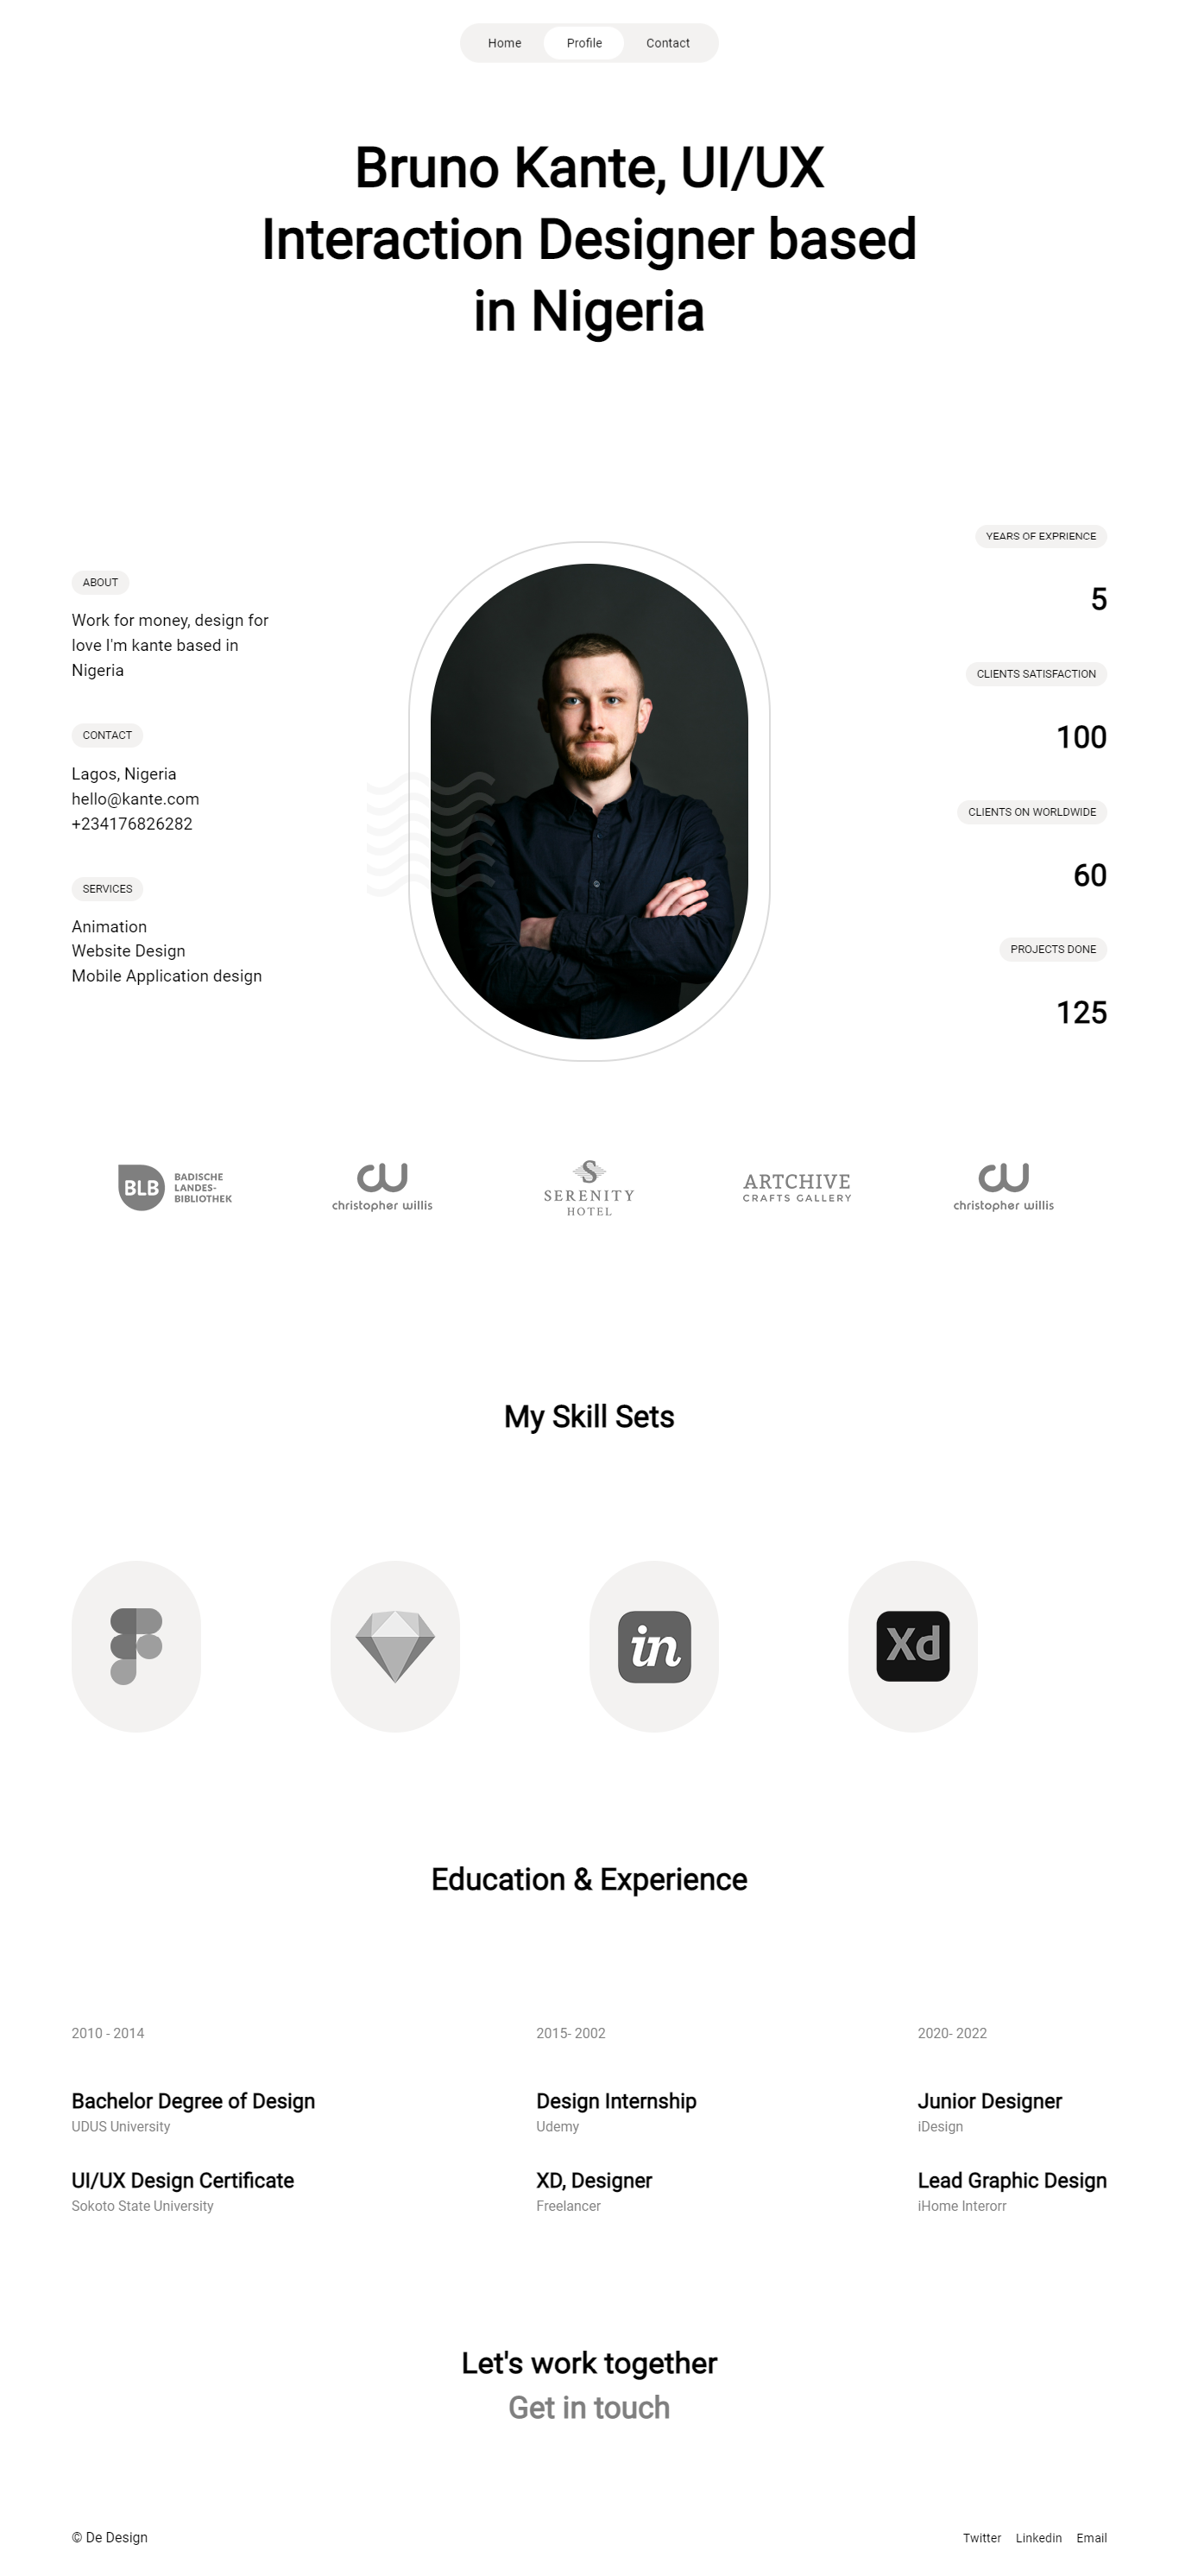 Home Profile Contact
Bruno Kante, UI/UX
Interaction Designer based
in Nigeria
ABOUT
Work for money, design for
love I'm kante based in
Nigeria
CONTACT
Lagos, Nigeria
hello@kante.com
+234176826282
SERVICES
Animation
Website Design
Mobile Application design
YEARS OF EXPRIENCE
5
CLIENTS SATISFACTION
100
CLIENTS ON WORLDWIDE
60
PROJECTS DONE
125
BLB
BADISCHE
LANDES-
BIBLIOTHEK
cw
christopher willis
S
SERENITY
HOTEL
ARTCHIVE
CRAFTS GALLERY
cw
christopher willis
My Skill Sets
in
Xd
Education & Experience
2010 - 2014
Bachelor Degree of Design
UDUS University
UI/UX Design Certificate
Sokoto State University
2015- 2002
Design Internship
Udemy
XD, Designer
Freelancer
2020- 2022
Junior Designer
iDesign
Lead Graphic Design
iHome Interorr
Let's work together
Get in touch
© De Design
Twitter Linkedin Email